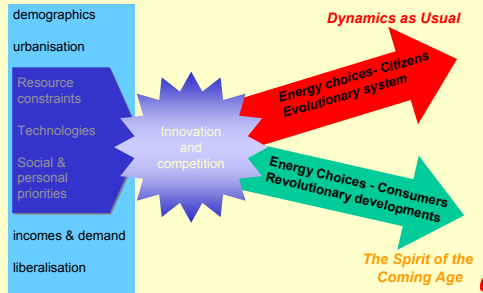 demographics
urbanisation
Resource
constraints
Technologies
Social &
personal
priorities
incomes & demand
liberalisation
Innovation
and
competition
Dynamics as Usual
Energy choices- Citizens
Evolutionary system
Energy Choices - Consumers
Revolutionary developments
The Spirit of the
Coming Age